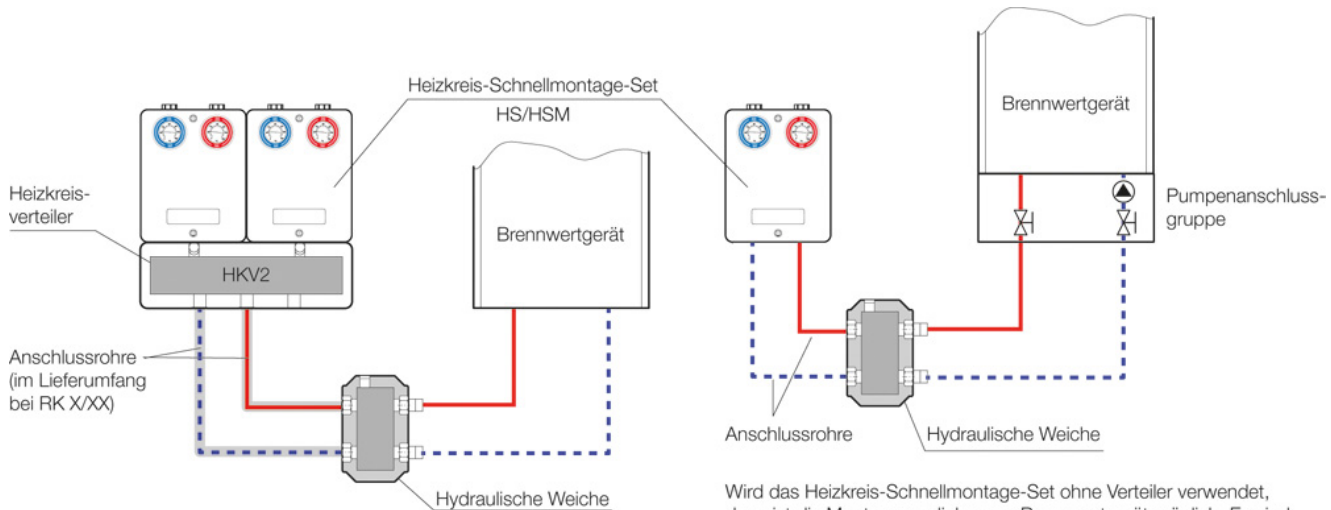 Heizkreis-Schnellmontage-Set
HS/HSM
Brennwertgerät
Heizkreis-
verteiler
Pumpenanschluss-
gruppe
Brennwertgerät
HKV2
Anschlussrohre
(im Lieferumfang
bei RK X/XX)
Anschlussrohre
Hydraulische Weiche
Hydraulische Weiche
Wird das Heizkreis-Schnellmontage-Set ohne Verteiler verwendet,